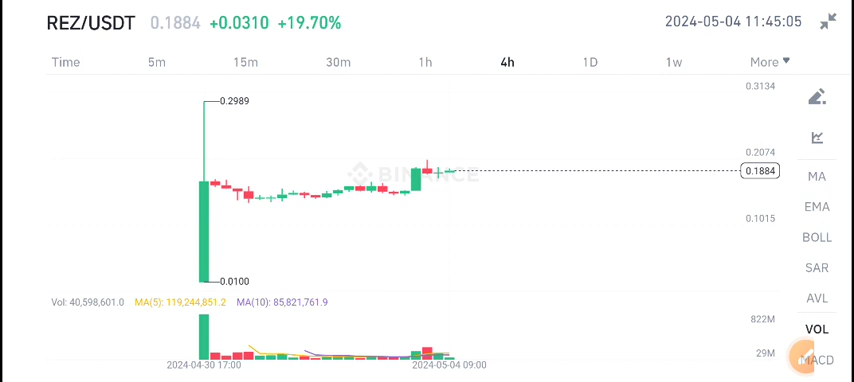 REZ/USDT 0.1884 +0.0310 +19.70% 2024-05-04 11:45:05
Time 5m 15m 30m 1h 4h 1D 1w More
0.3134
0.2989
0.2074
BINANCE
0.1884
0.1015
0.0100
MA
EMA
BOLL
SAR
AVL
VOL
MACD
Vol: 40,598,601.0 MA(5): 119,244,851.2 MA(10): 85,821,761.9
822M
29M
2024-04-30 17:00 2024-05-04 09:00